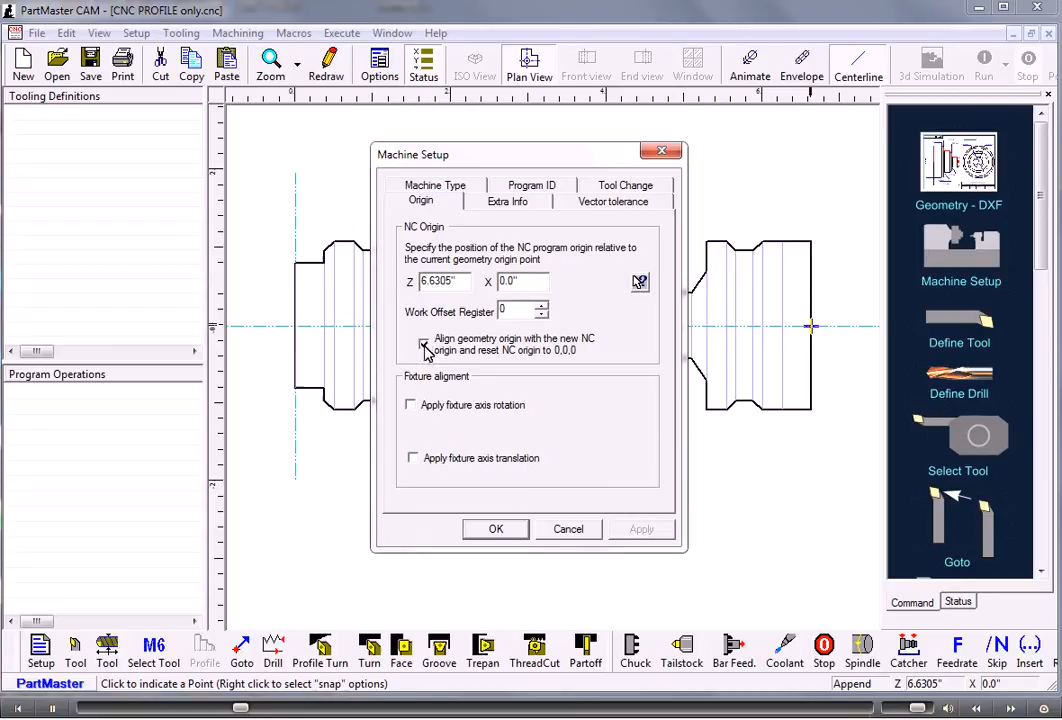 PartMaster CAM - [CNC PROFILE only.cnc]
File Edit View Setup Tooling Machining Macros Execute Window Help
New Open Save Print Cut Copy Paste Zoom Redraw Options Status ISO View Plan View Front view End view Window Animate Envelope Centerline 3d Simulation Run Stop
Tooling Definitions
Program Operations
Machine Setup
Machine Type Program ID Tool Change
Origin Extra Info Vector tolerance
NC Origin
Specify the position of the NC program origin relative to
the current geometry origin point
Z 6.6305" X 0.0"
Work Offset Register 0
Align geometry origin with the new NC
origin and reset NC origin to 0,0,0
Fixture aligment
Apply fixture axis rotation
Apply fixture axis translation
OK Cancel Apply
Geometry - DXF
Machine Setup
Define Tool
Define Drill
Select Tool
Goto
Command Status
M6 F /N (..)
Setup Tool Tool Select Tool Profile Goto Drill Profile Turn Turn Face Groove Trepan ThreadCut Partoff Chuck Tailstock Bar Feed. Coolant Stop Spindle Catcher Feedrate Skip Insert
PartMaster Click to indicate a Point (Right click to select "snap" options) Append Z 6.6305" X 0.0"